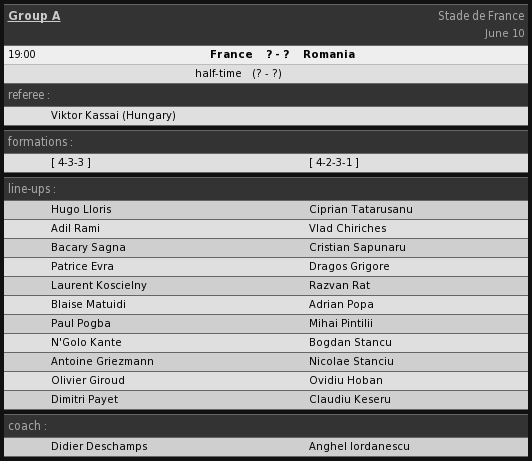 Group A Stade de France
June 10
19:00 France ? - ? Romania
half-time (? - ?)
referee :
Viktor Kassai (Hungary)
formations :
[ 4-3-3 ] [ 4-2-3-1 ]
line-ups :
Hugo Lloris Ciprian Tatarusanu
Adil Rami Vlad Chiriches
Bacary Sagna Cristian Sapunaru
Patrice Evra Dragos Grigore
Laurent Koscielny Razvan Rat
Blaise Matuidi Adrian Popa
Paul Pogba Mihai Pintilii
N'Golo Kante Bogdan Stancu
Antoine Griezmann Nicolae Stanciu
Olivier Giroud Ovidiu Hoban
Dimitri Payet Claudiu Keseru
coach :
Didier Deschamps Anghel Iordanescu